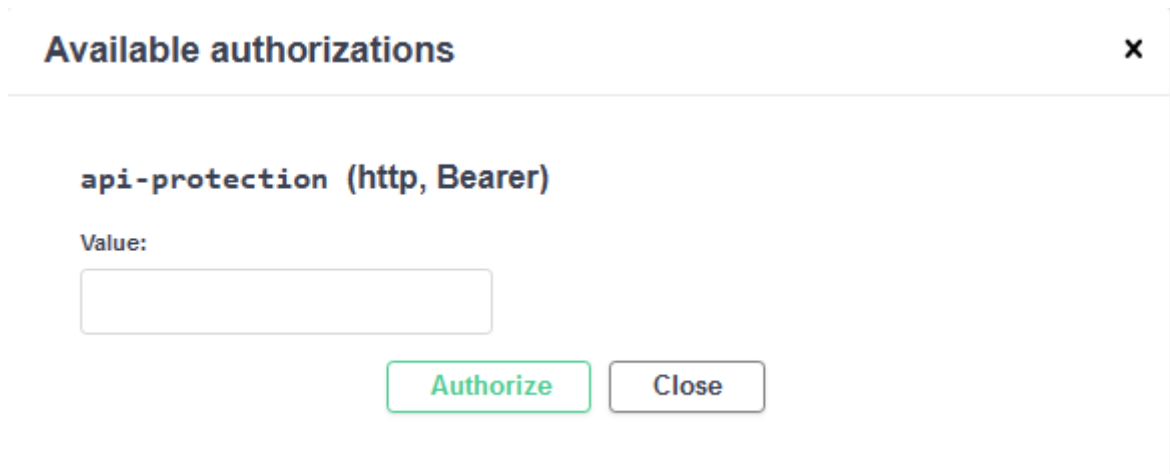 Available authorizations
api-protection (http, Bearer)
Value:
Authorize Close